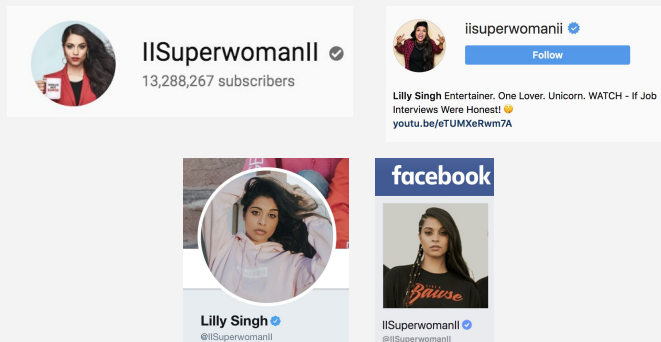 IISuperwomanII
13,288,267 subscribers
iisuperwomanii
Follow
Lilly Singh Entertainer. One Lover. Unicorn. WATCH - If Job
Interviews Were Honest! 😊
youtu.be/eTUMXeRwm7A
facebook
Bawse
Lilly Singh
@IISuperwomanII
IISuperwomanII
@IISuperwomanII